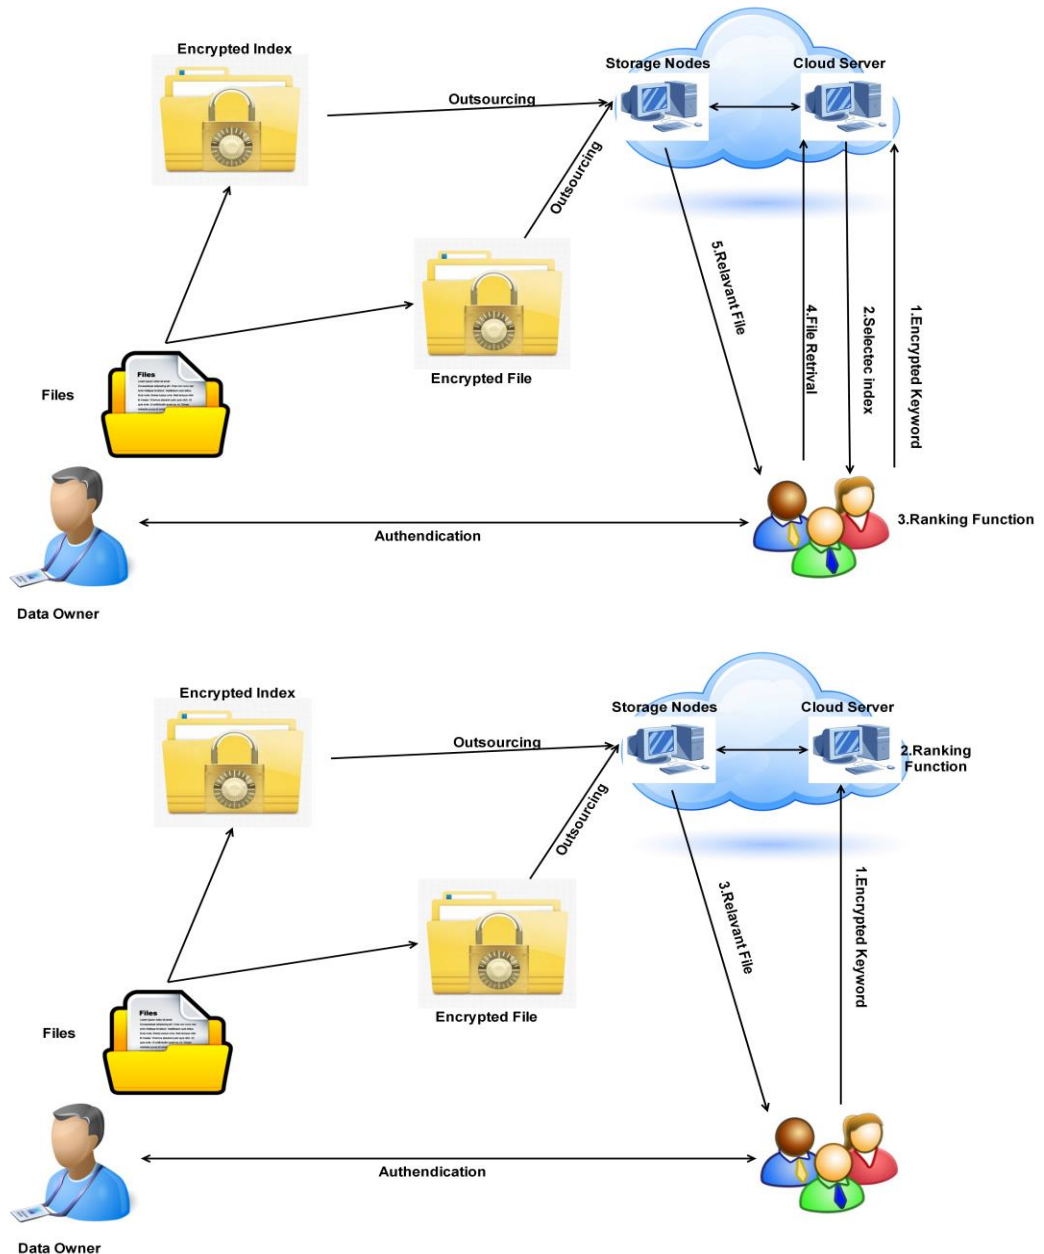 Encrypted Index
Storage Nodes
Cloud Server
Outsourcing
Outsourcing
5.Relavant File
4.File Retrival
2.Selectec index
1.Encrypted Keyword
Encrypted File
Files
Files
3.Ranking Function
Authendication
Data Owner
Encrypted Index
Storage Nodes
Cloud Server
Outsourcing
2.Ranking
Function
Outsourcing
3.Relavant File
1.Encrypted Keyword
Encrypted File
Files
Files
Authendication
Data Owner